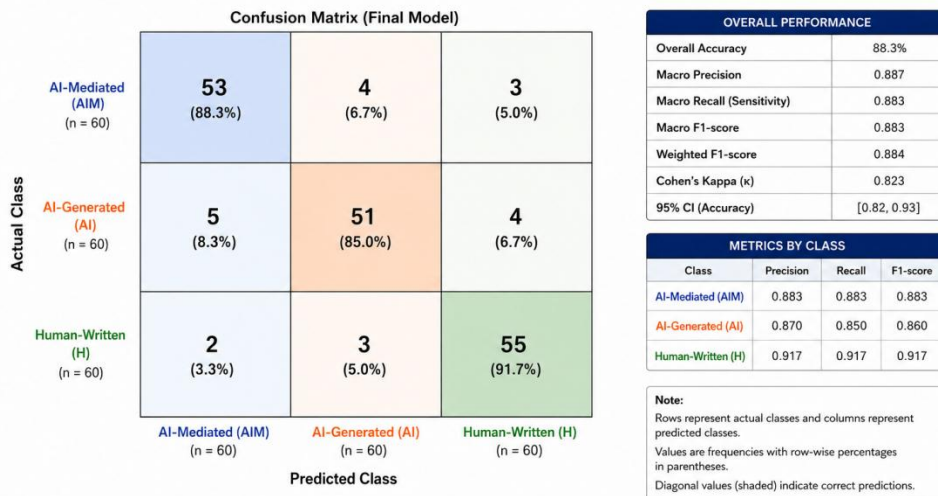 Confusion Matrix (Final Model)
Actual Class
AI-Mediated
(AIM)
(n = 60)
53
(88.3%)
4
(6.7%)
3
(5.0%)
AI-Generated
(AI)
(n = 60)
5
(8.3%)
51
(85.0%)
4
(6.7%)
Human-Written
(H)
(n = 60)
2
(3.3%)
3
(5.0%)
55
(91.7%)
AI-Mediated (AIM)
(n = 60)
AI-Generated (AI)
(n = 60)
Human-Written (H)
(n = 60)
Predicted Class
OVERALL PERFORMANCE
Overall Accuracy 88.3%
Macro Precision 0.887
Macro Recall (Sensitivity) 0.883
Macro F1-score 0.883
Weighted F1-score 0.884
Cohen's Kappa (κ) 0.823
95% CI (Accuracy) [0.82, 0.93]
METRICS BY CLASS
Class Precision Recall F1-score
AI-Mediated (AIM) 0.883 0.883 0.883
AI-Generated (AI) 0.870 0.850 0.860
Human-Written (H) 0.917 0.917 0.917
Note:
Rows represent actual classes and columns represent
predicted classes.
Values are frequencies with row-wise percentages
in parentheses.
Diagonal values (shaded) indicate correct predictions.